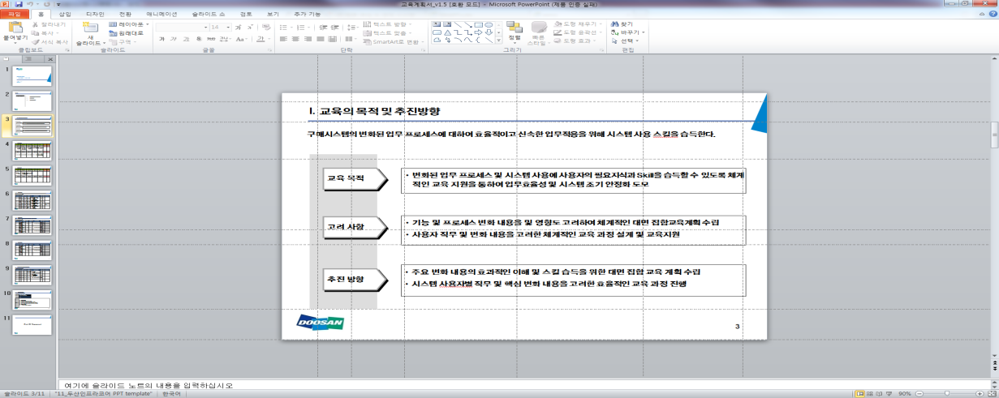 교육계획서_v1.5 [호환 모드] - Microsoft PowerPoint (제품 인증 실패)
파일 홈 삽입 디자인 전환 애니메이션 슬라이드 쇼 검토 보기 추가 기능
붙여넣기
잘라내기
복사
서식 복사
클립보드
새 슬라이드
레이아웃
원래대로
구역
슬라이드
14
가 가 가 가 S abc 가간 Aa 가
글꼴
텍스트 방향
텍스트 맞춤
SmartArt로 변환
단락
정렬
빠른 스타일
도형 채우기
도형 윤곽선
도형 효과
그리기
찾기
바꾸기
선택
편집
1
2
3
4
5
6
7
8
9
10
11
Ⅰ. 교육의 목적 및 추진방향
구매시스템의 변화된 업무 프로세스에 대하여 효율적이고 신속한 업무적응을 위해 시스템 사용 스킬을 습득한다.
교육 목적
• 변화된 업무 프로세스 및 시스템 사용에 사용자의 필요지식과 Skill을 습득할 수 있도록 체계
적인 교육 지원을 통하여 업무효율성 및 시스템 조기 안정화 도모
고려 사항
• 기능 및 프로세스 변화 내용을 및 영향도 고려하여 체계적인 대면 집합교육계획 수립
• 사용자 직무 및 변화 내용을 고려한 체계적인 교육 과정 설계 및 교육지원
추진 방향
• 주요 변화 내용의 효과적인 이해 및 스킬 습득을 위한 대면 집합 교육 계획 수립
• 시스템 사용자별 직무 및 핵심 변화 내용을 고려한 효율적인 교육 과정 진행
DOOSAN
3
여기에 슬라이드 노트의 내용을 입력하십시오
슬라이드 3/11 "11_두산인프라코어 PPT template" 한국어
90%